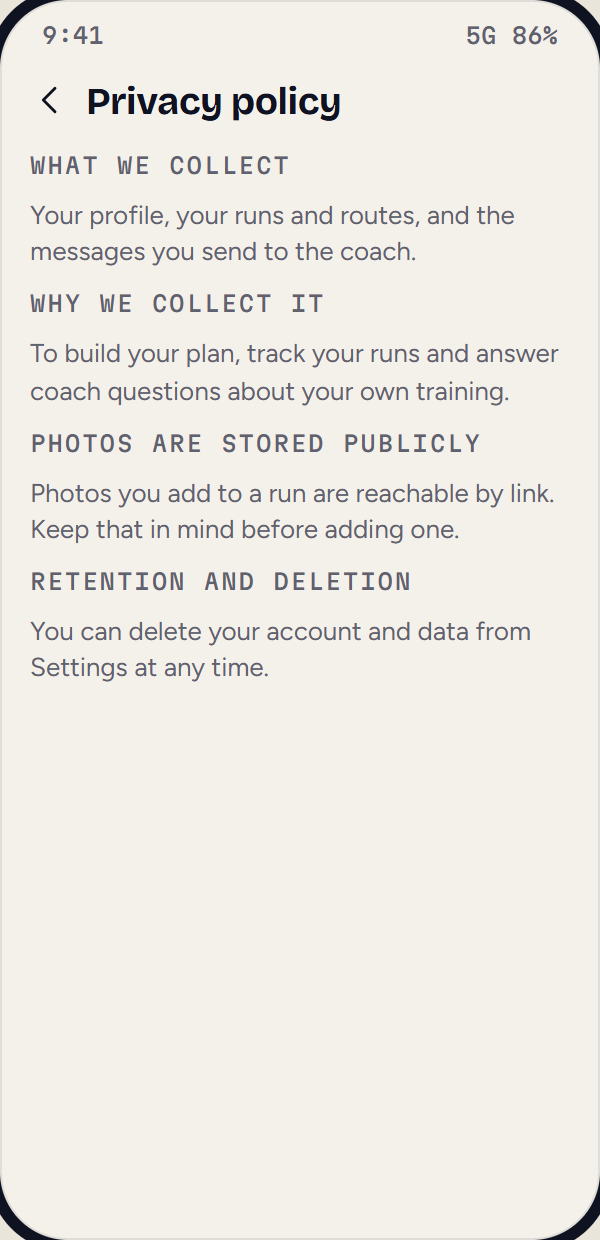 9:41 5G 86%
Privacy policy
WHAT WE COLLECT
Your profile, your runs and routes, and the
messages you send to the coach.
WHY WE COLLECT IT
To build your plan, track your runs and answer
coach questions about your own training.
PHOTOS ARE STORED PUBLICLY
Photos you add to a run are reachable by link.
Keep that in mind before adding one.
RETENTION AND DELETION
You can delete your account and data from
Settings at any time.